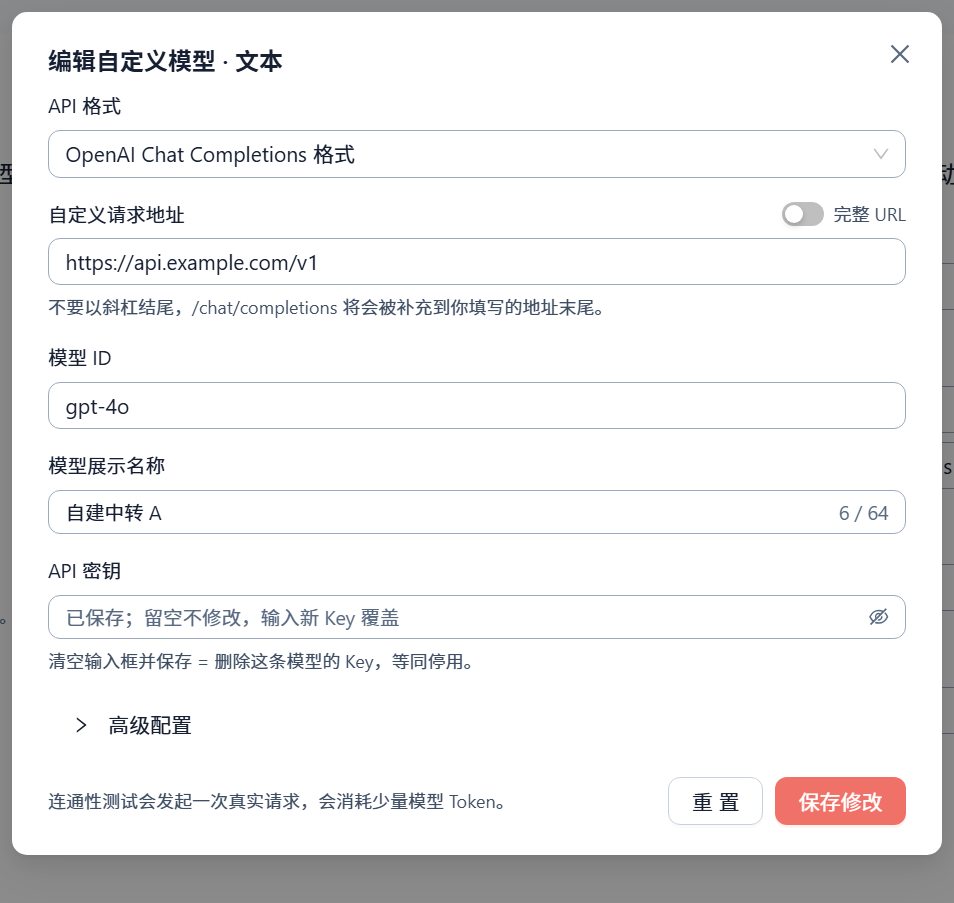 编辑自定义模型 · 文本
API 格式
OpenAI Chat Completions 格式
自定义请求地址
完整 URL
https://api.example.com/v1
不要以斜杠结尾，/chat/completions 将会被补充到你填写的地址末尾。
模型 ID
gpt-4o
模型展示名称
自建中转 A
6 / 64
API 密钥
已保存；留空不修改，输入新 Key 覆盖
清空输入框并保存 = 删除这条模型的 Key，等同停用。
高级配置
连通性测试会发起一次真实请求，会消耗少量模型 Token。
重 置
保存修改